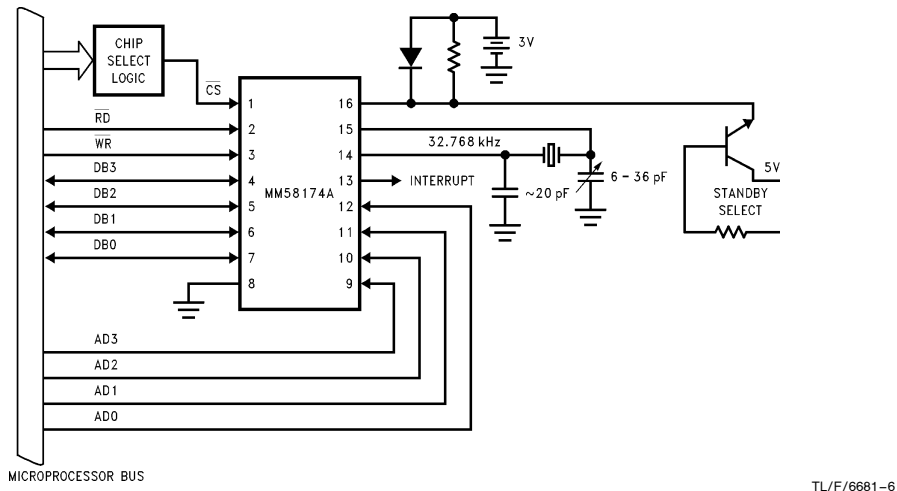 CHIP
SELECT
LOGIC
3V
CS
1
16
RD
2
15
WR
3
14
32.768 kHz
DB3
4
13
INTERRUPT
MM58174A
~20 pF
6 – 36 pF
5V
STANDBY
SELECT
DB2
5
12
DB1
6
11
DB0
7
10
8
9
AD3
AD2
AD1
AD0
MICROPROCESSOR BUS
TL/F/6681–6